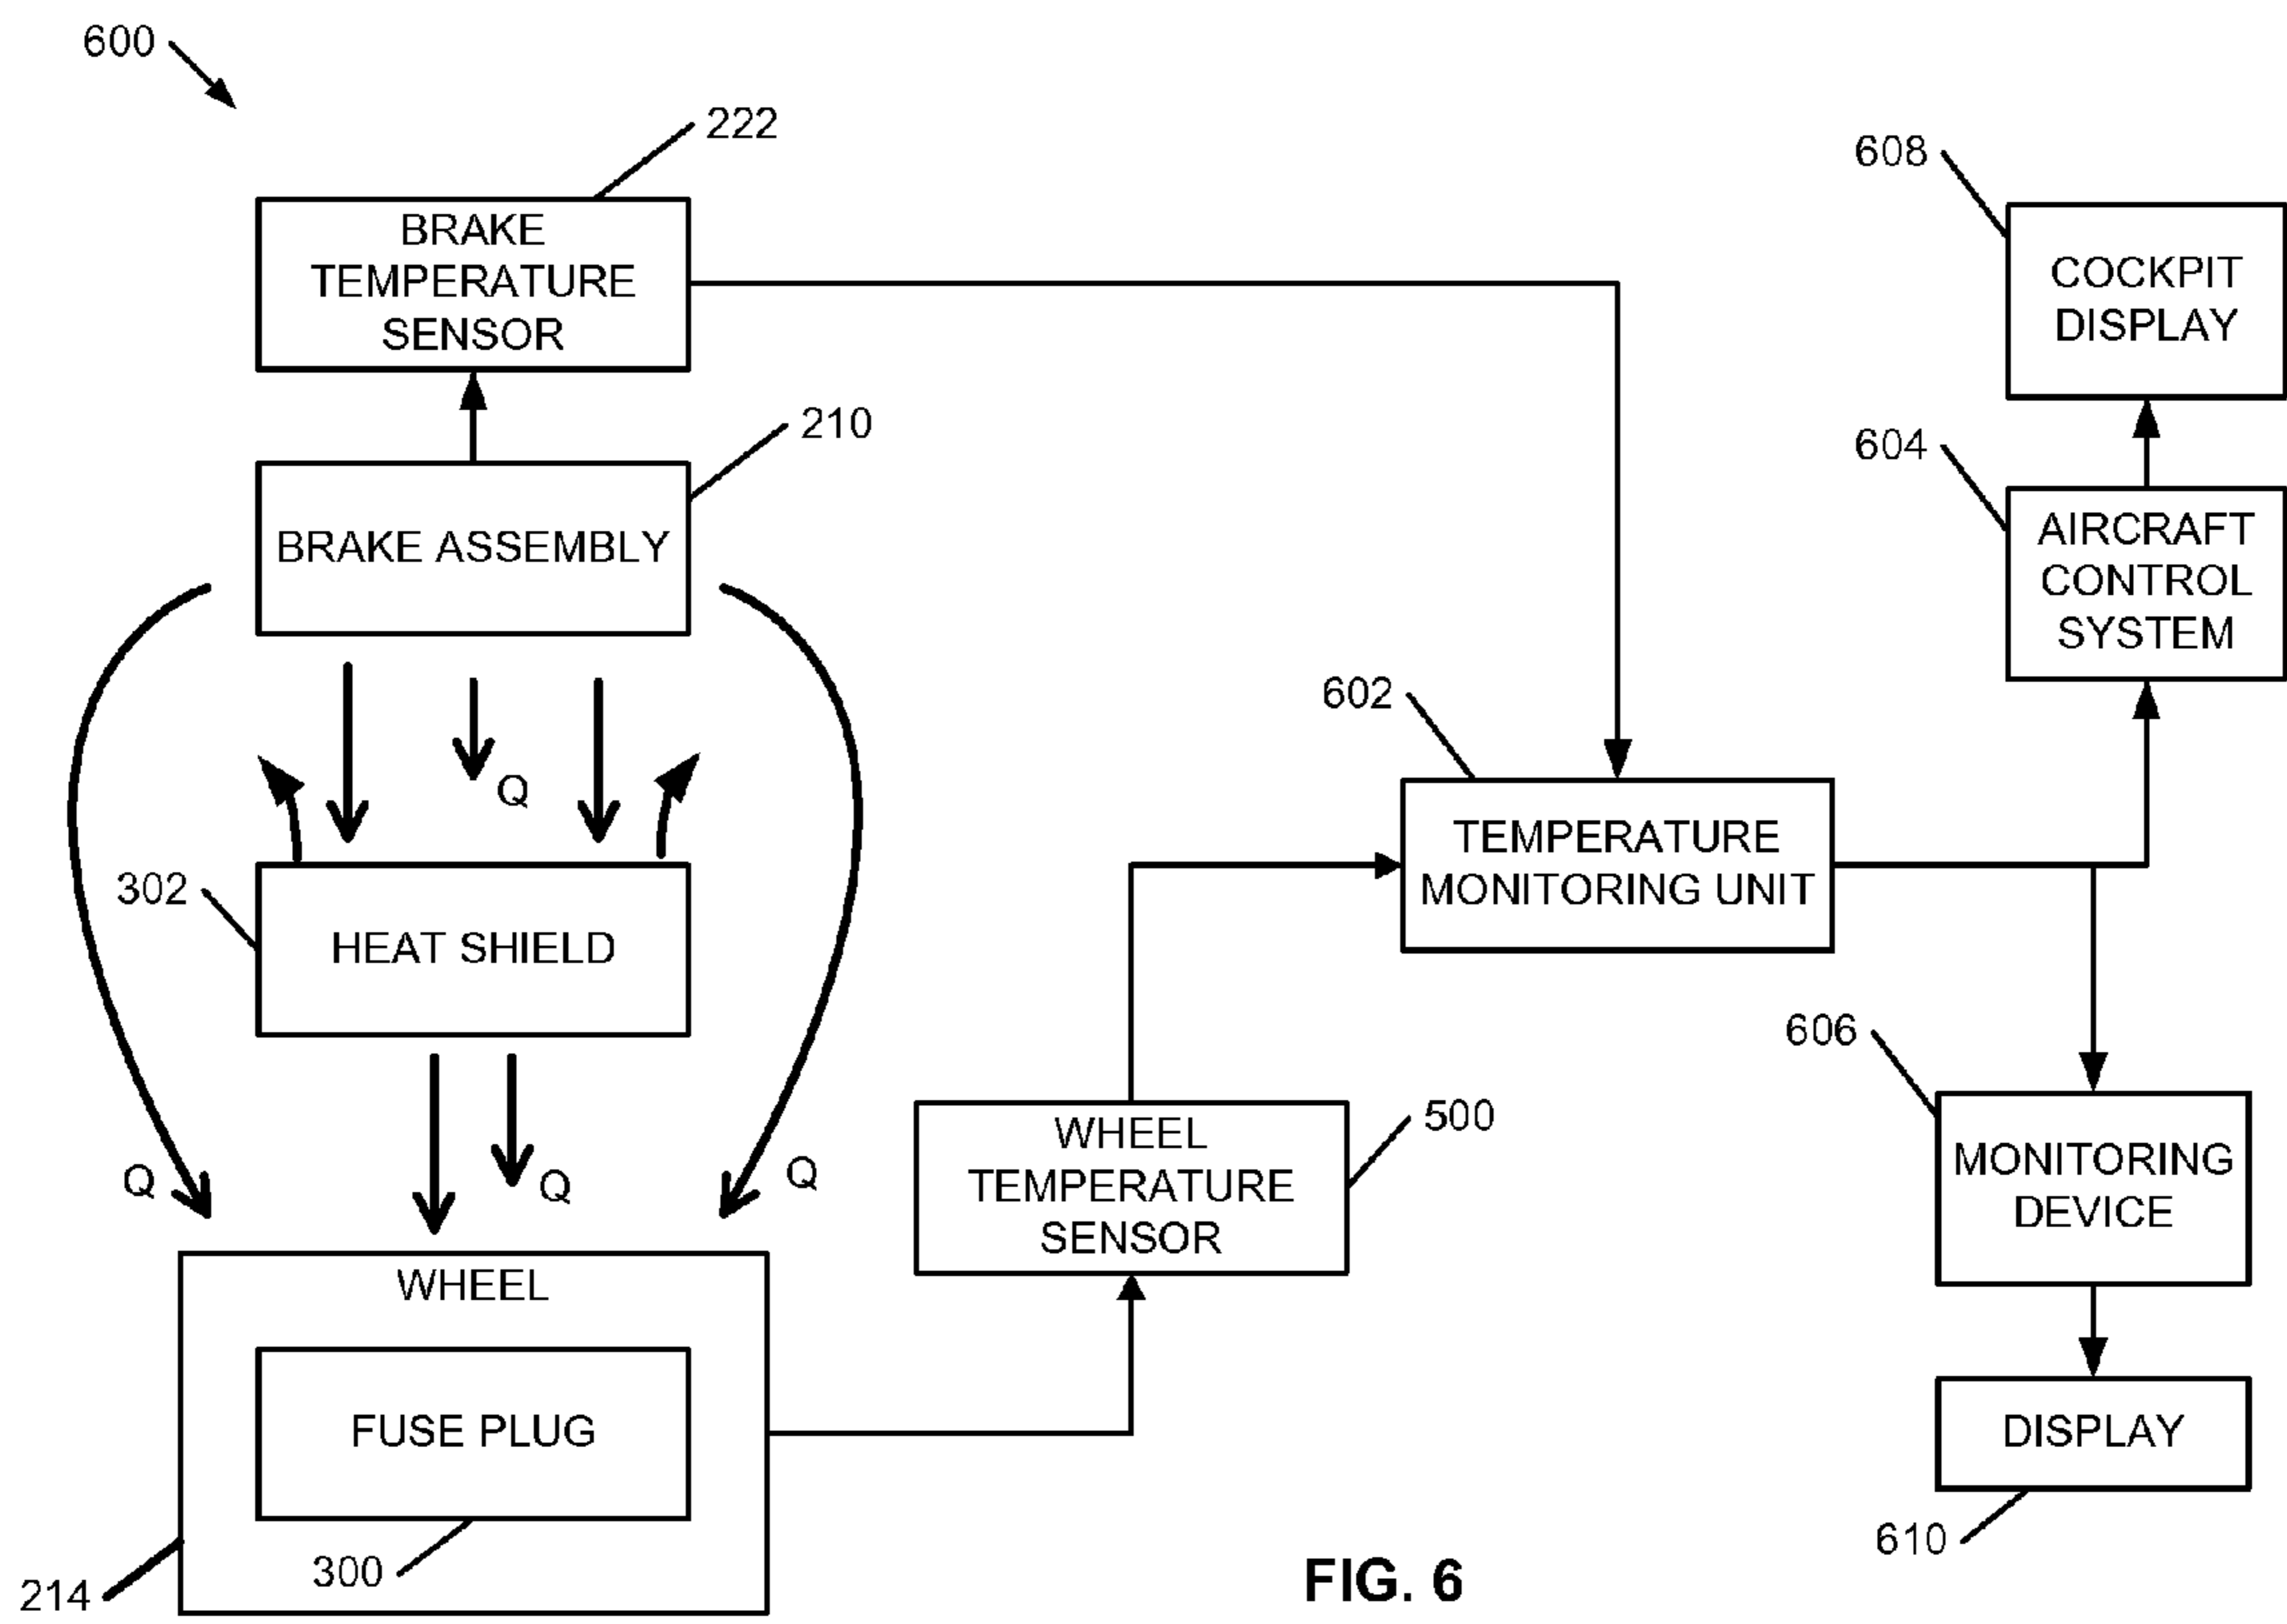 600
222
BRAKE
TEMPERATURE
SENSOR
608
COCKPIT
DISPLAY
210
BRAKE ASSEMBLY
604
AIRCRAFT
CONTROL
SYSTEM
602
Q
TEMPERATURE
MONITORING UNIT
302
HEAT SHIELD
606
MONITORING
DEVICE
500
WHEEL
TEMPERATURE
SENSOR
Q
Q
Q
WHEEL
FUSE PLUG
300
214
DISPLAY
610
FIG. 6